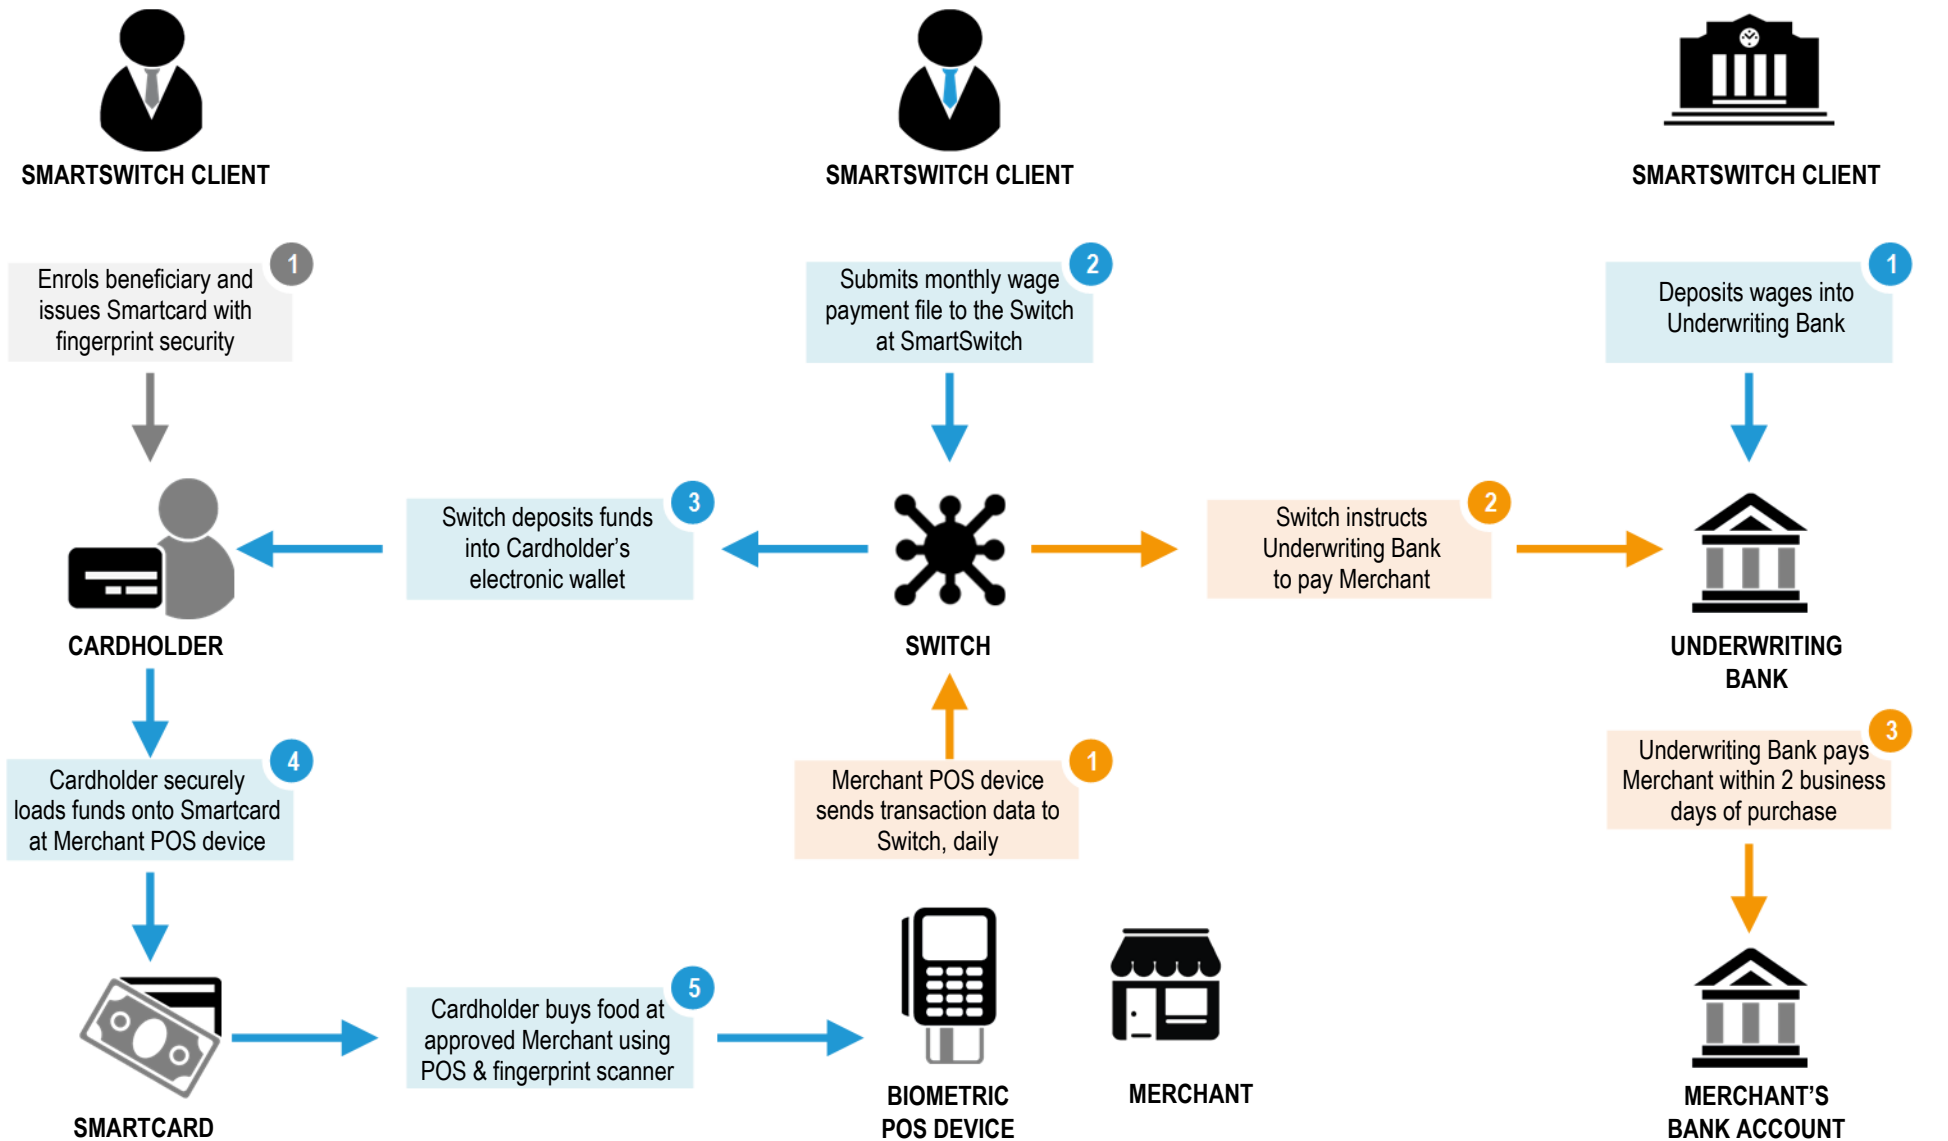 SMARTSWITCH CLIENT
SMARTSWITCH CLIENT
SMARTSWITCH CLIENT
1
Enrols beneficiary and
issues Smartcard with
fingerprint security
2
Submits monthly wage
payment file to the Switch
at SmartSwitch
1
Deposits wages into
Underwriting Bank
CARDHOLDER
3
Switch deposits funds
into Cardholder’s
electronic wallet
SWITCH
2
Switch instructs
Underwriting Bank
to pay Merchant
UNDERWRITING
BANK
4
Cardholder securely
loads funds onto Smartcard
at Merchant POS device
1
Merchant POS device
sends transaction data to
Switch, daily
3
Underwriting Bank pays
Merchant within 2 business
days of purchase
SMARTCARD
5
Cardholder buys food at
approved Merchant using
POS & fingerprint scanner
BIOMETRIC
POS DEVICE
MERCHANT
MERCHANT’S
BANK ACCOUNT